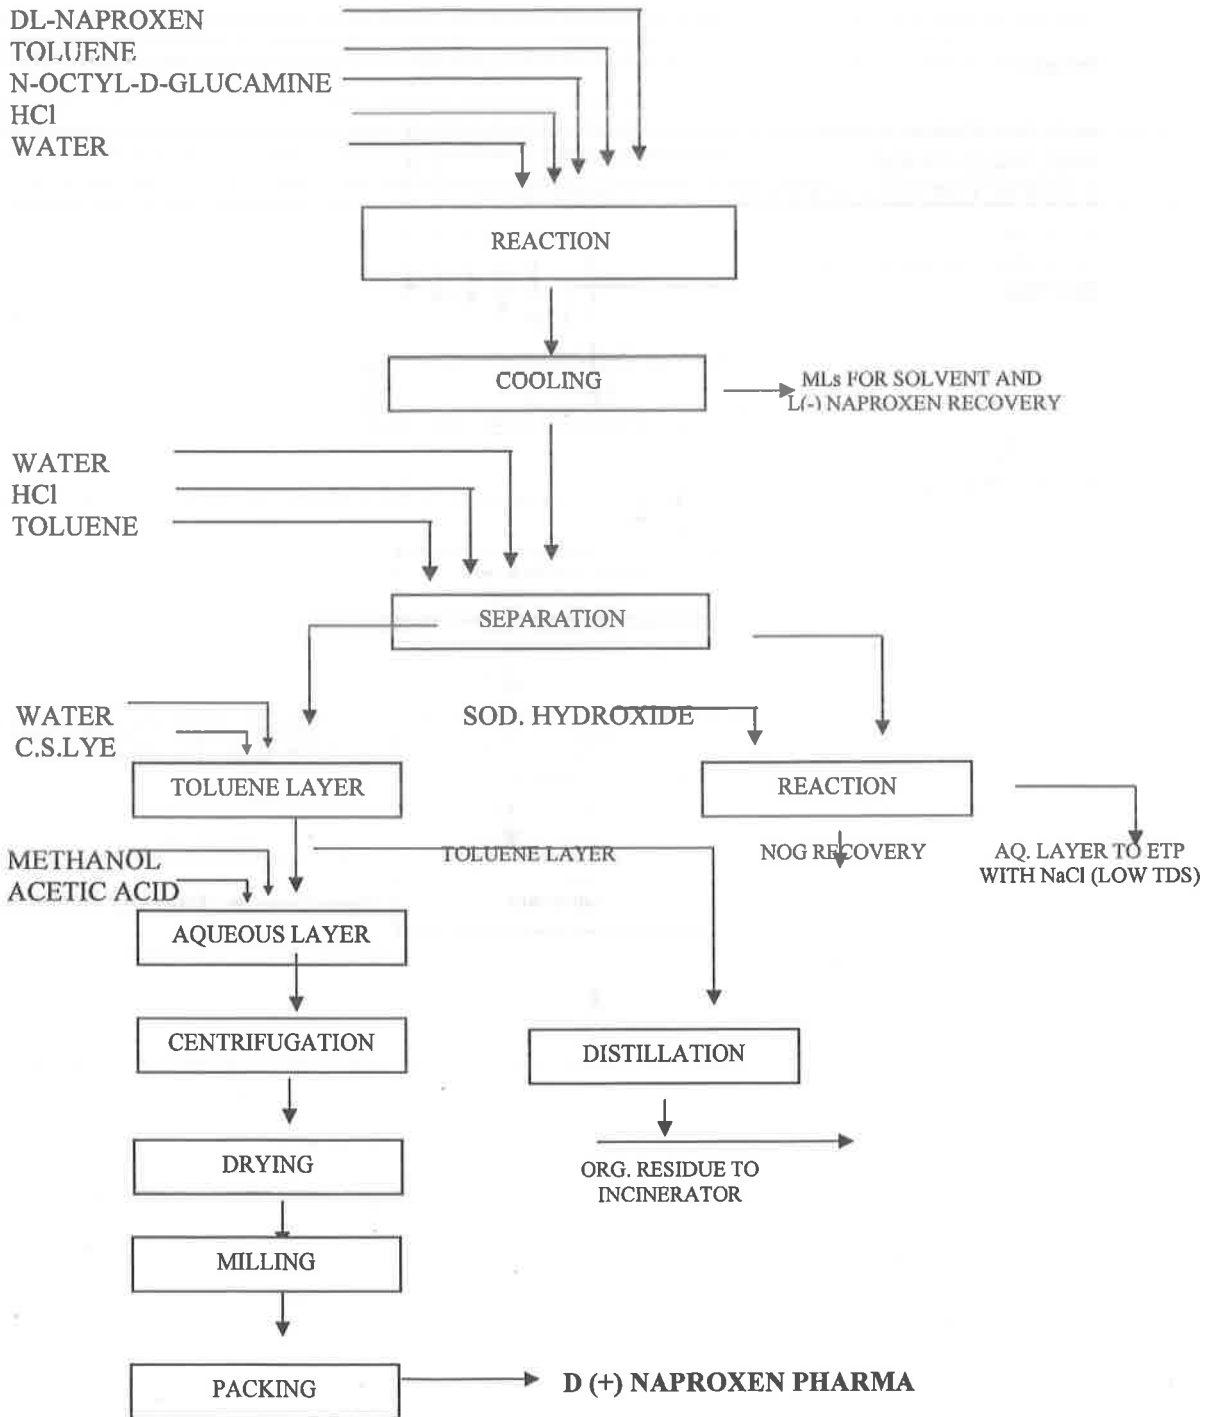 DL-NAPROXEN
TOLUENE
N-OCTYL-D-GLUCAMINE
HCl
WATER
REACTION
COOLING
MLs FOR SOLVENT AND
L(-) NAPROXEN RECOVERY
WATER
HCl
TOLUENE
SEPARATION
WATER
C.S.LYE
SOD. HYDROXIDE
TOLUENE LAYER
REACTION
METHANOL
ACETIC ACID
TOLUENE LAYER
NOG RECOVERY
AQ. LAYER TO ETP
WITH NaCl (LOW TDS)
AQUEOUS LAYER
CENTRIFUGATION
DISTILLATION
DRYING
ORG. RESIDUE TO
INCINERATOR
MILLING
PACKING
D (+) NAPROXEN PHARMA